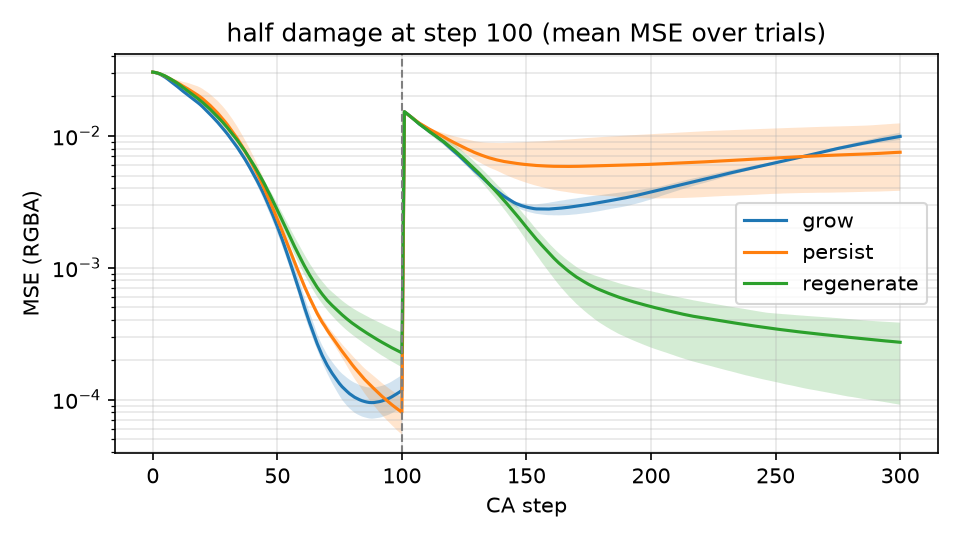 half damage at step 100 (mean MSE over trials)
MSE (RGBA)
10⁻²
10⁻³
10⁻⁴
grow
persist
regenerate
0 50 100 150 200 250 300
CA step